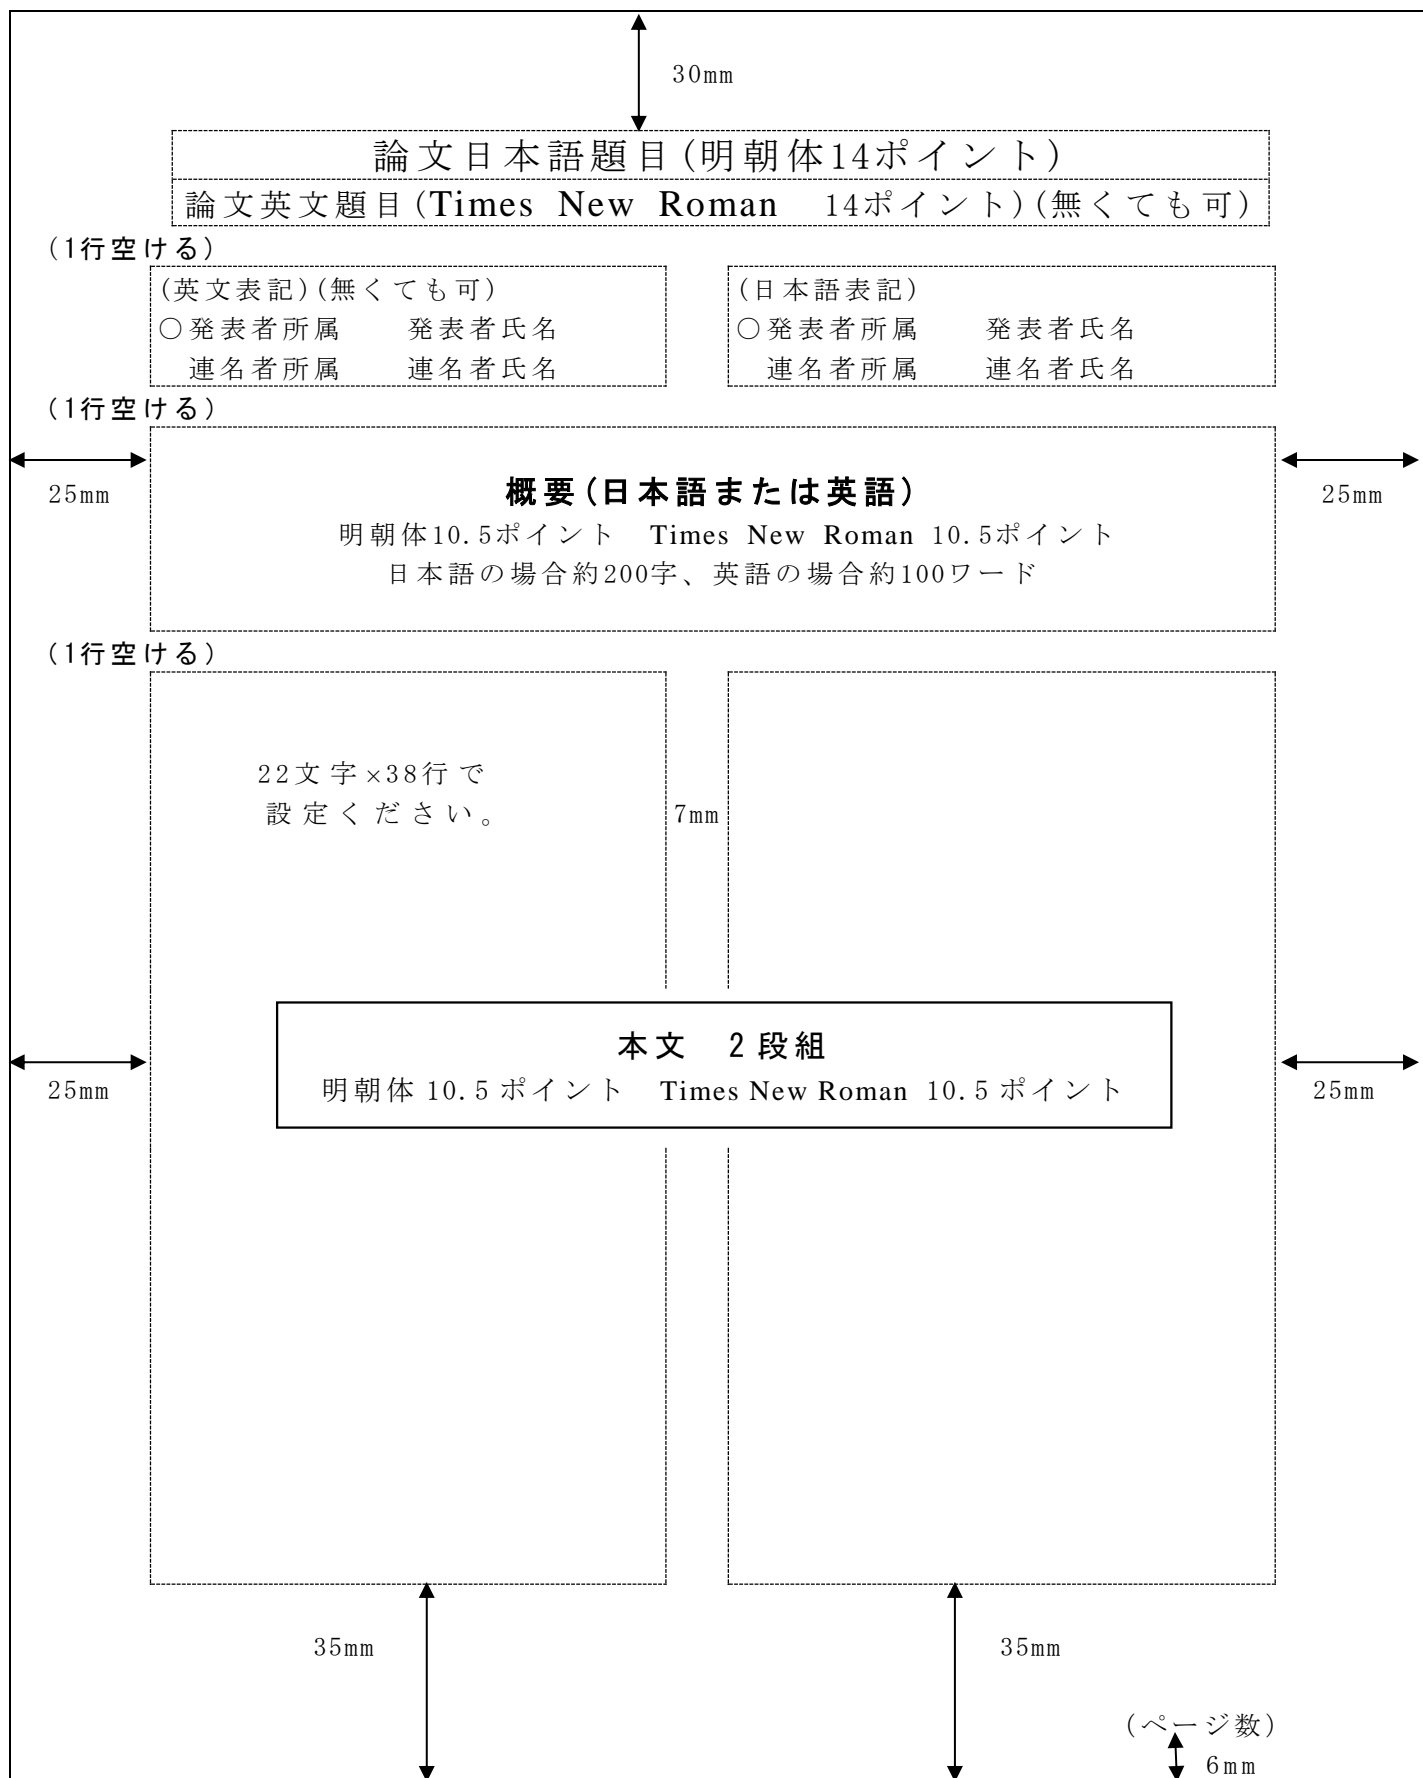 30mm
論文日本語題目(明朝体14ポイント)
論文英文題目(Times New Roman　14ポイント)(無くても可)
(1行空ける)
(英文表記)(無くても可)
○発表者所属　　発表者氏名
連名者所属　　連名者氏名
(日本語表記)
○発表者所属　　発表者氏名
連名者所属　　連名者氏名
(1行空ける)
25mm
概要(日本語または英語)
明朝体10.5ポイント　Times New Roman 10.5ポイント
日本語の場合約200字、英語の場合約100ワード
25mm
(1行空ける)
22文字×38行で
設定ください。
7mm
本文　2段組
明朝体 10.5 ポイント　Times New Roman 10.5 ポイント
25mm
25mm
35mm
35mm
(ページ数)
6mm